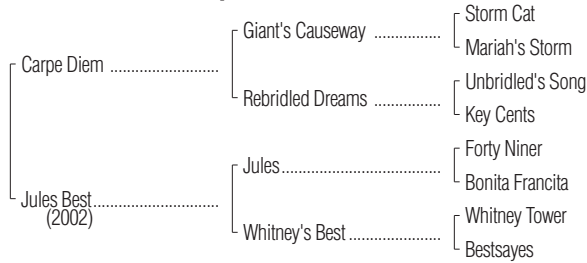 Storm Cat
Giant's Causeway ................
Mariah's Storm
Carpe Diem ..........................
Unbridled's Song
Rebridled Dreams ................
Key Cents
Forty Niner
Jules......................................
Bonita Francita
Jules Best..............................
(2002)
Whitney Tower
Whitney's Best ......................
Bestsayes